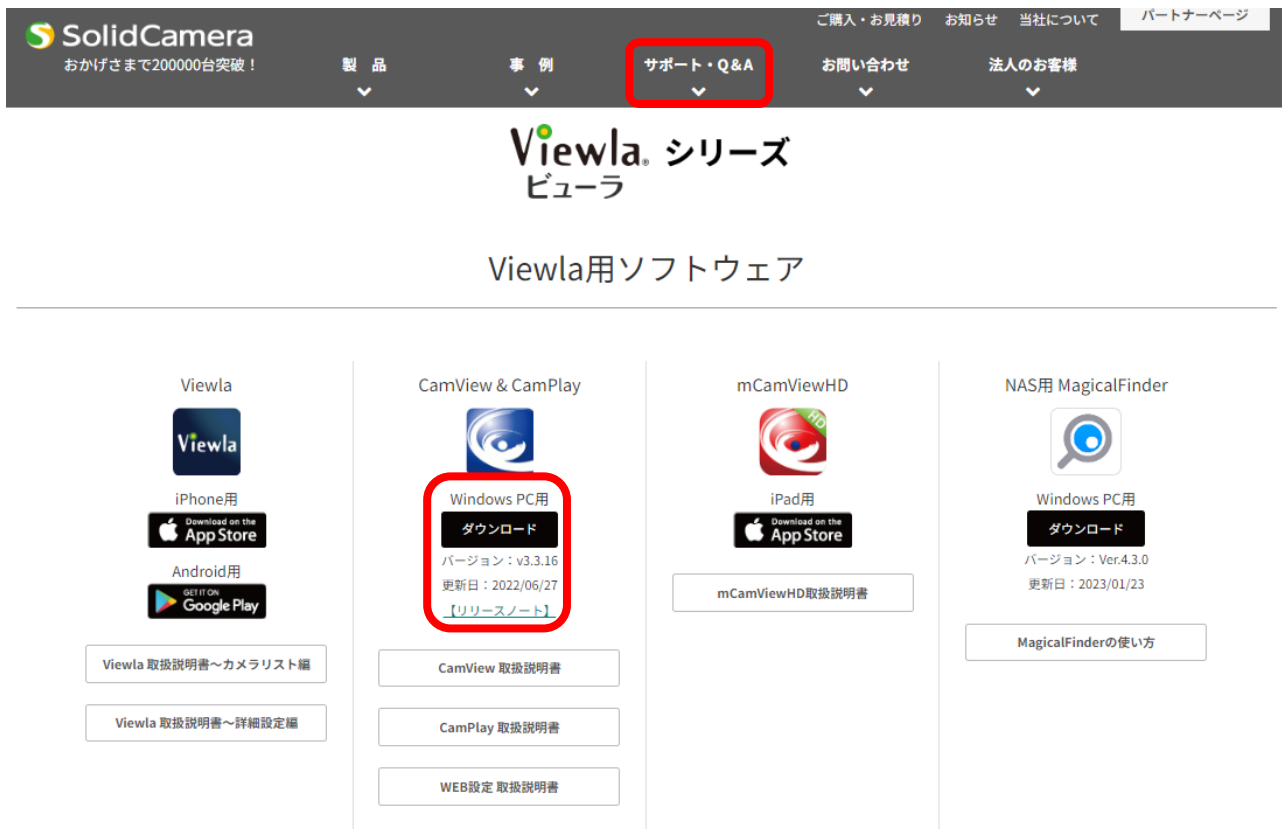 ご購入・お見積り お知らせ 当社について パートナーページ
SolidCamera
おかげさまで200000台突破！
製 品 事 例 サポート・Q&A お問い合わせ 法人のお客様
Viewla® シリーズ
ビューラ
Viewla用ソフトウェア
Viewla
Viewla
iPhone用
Download on the
App Store
Android用
GET IT ON
Google Play
Viewla 取扱説明書～カメラリスト編
Viewla 取扱説明書～詳細設定編
CamView & CamPlay
Windows PC用
ダウンロード
バージョン：v3.3.16
更新日：2022/06/27
【リリースノート】
CamView 取扱説明書
CamPlay 取扱説明書
WEB設定 取扱説明書
mCamViewHD
HD
iPad用
Download on the
App Store
mCamViewHD取扱説明書
NAS用 MagicalFinder
Windows PC用
ダウンロード
バージョン：Ver.4.3.0
更新日：2023/01/23
MagicalFinderの使い方